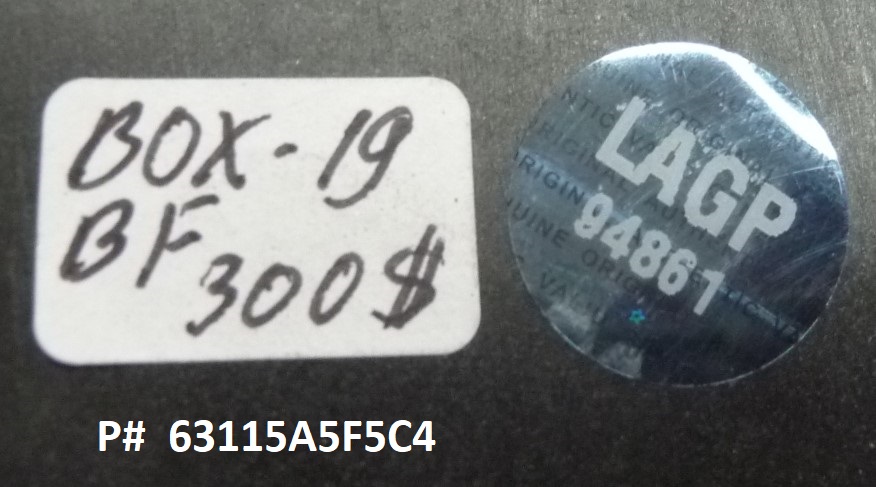 BOX-19
BF
300$
LAGP
94861
P# 63115A5F5C4